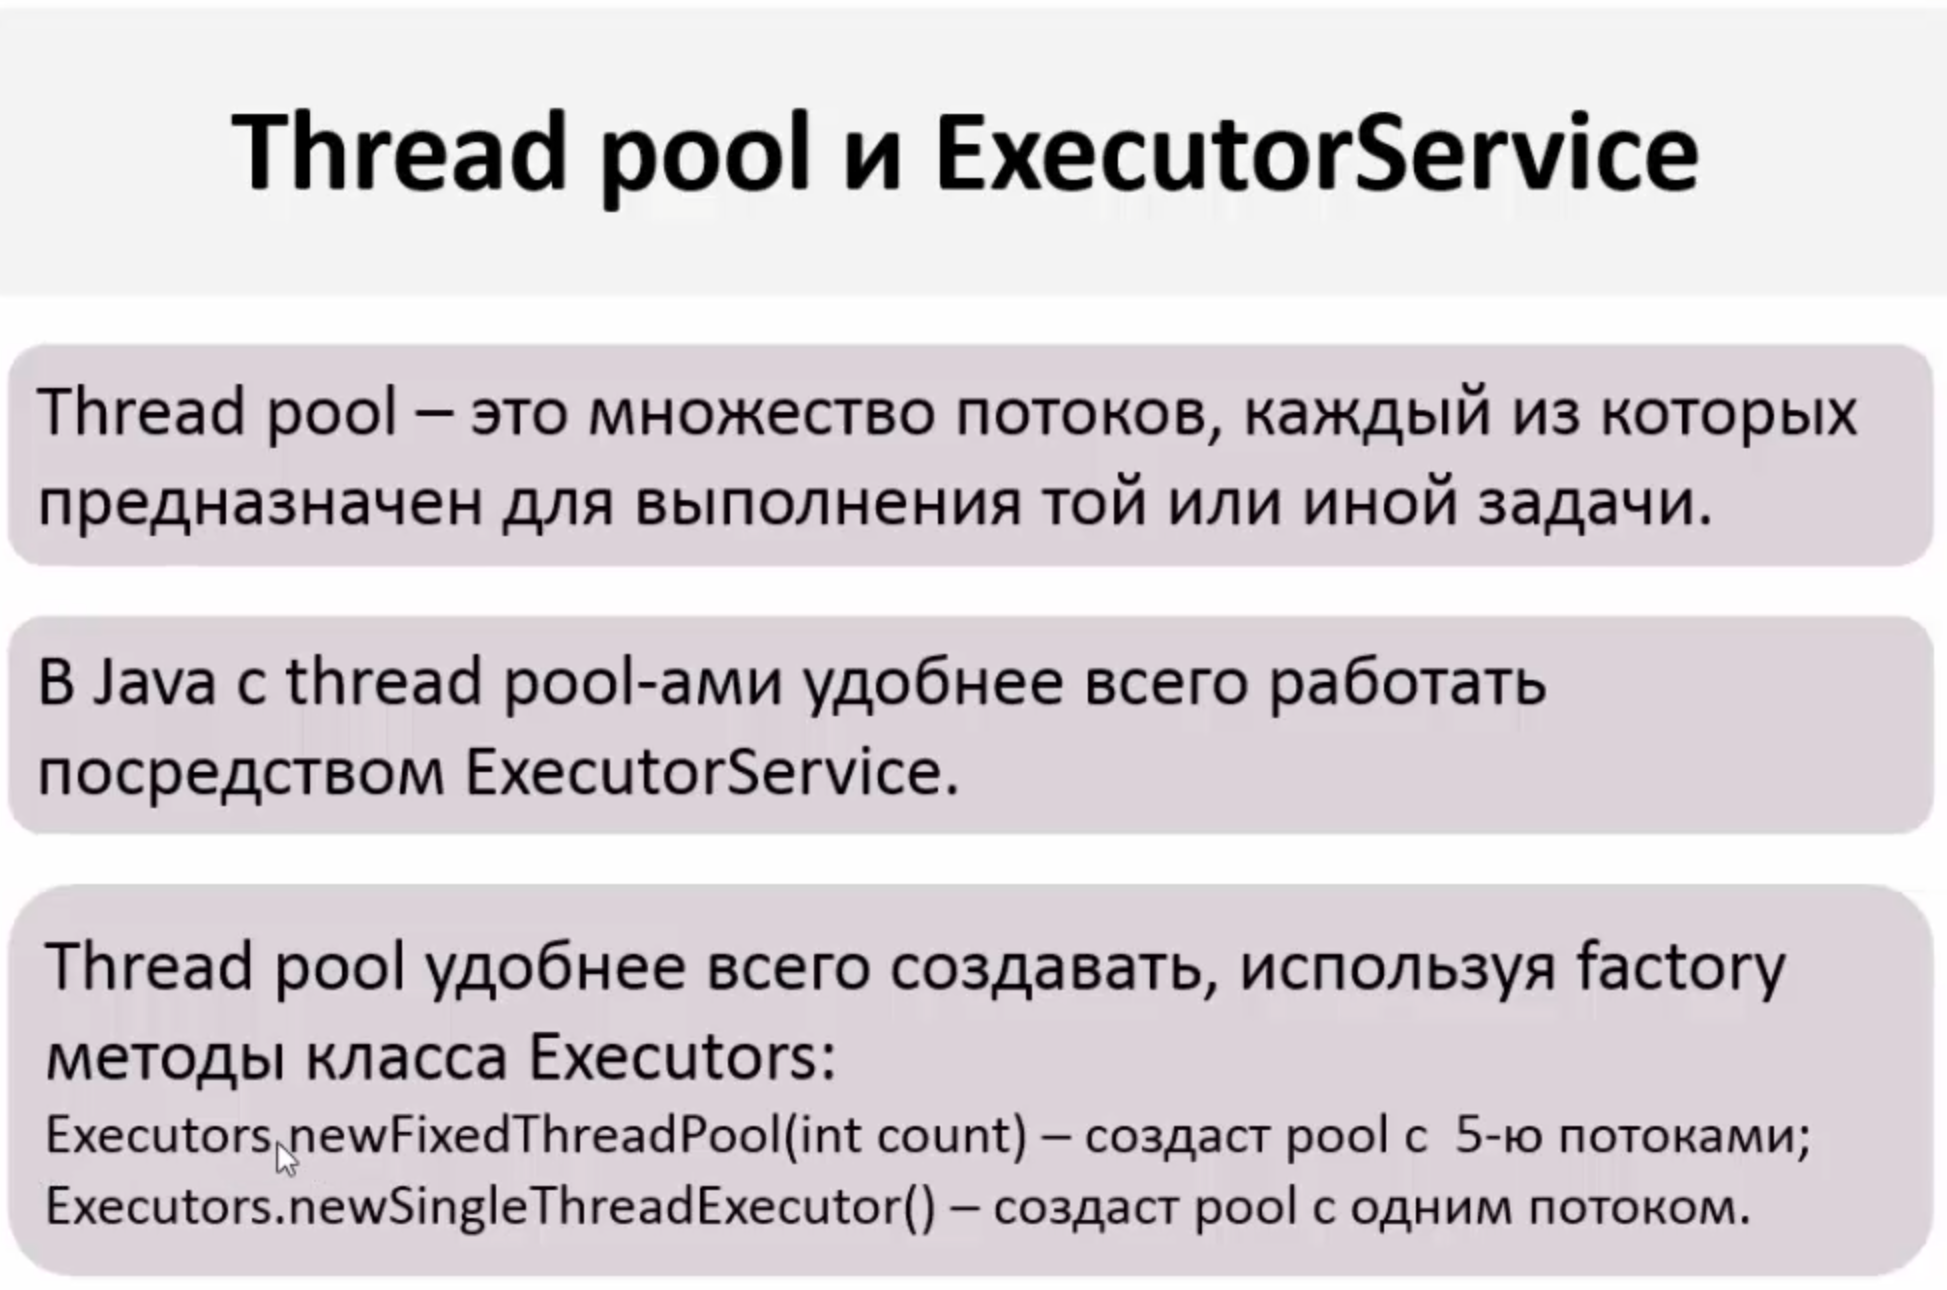 Thread pool и ExecutorService
Thread pool – это множество потоков, каждый из которых
предназначен для выполнения той или иной задачи.
В Java с thread pool-ами удобнее всего работать
посредством ExecutorService.
Thread pool удобнее всего создавать, используя factory
методы класса Executors:
Executors.newFixedThreadPool(int count) – создаст pool с 5-ю потоками;
Executors.newSingleThreadExecutor() – создаст pool с одним потоком.